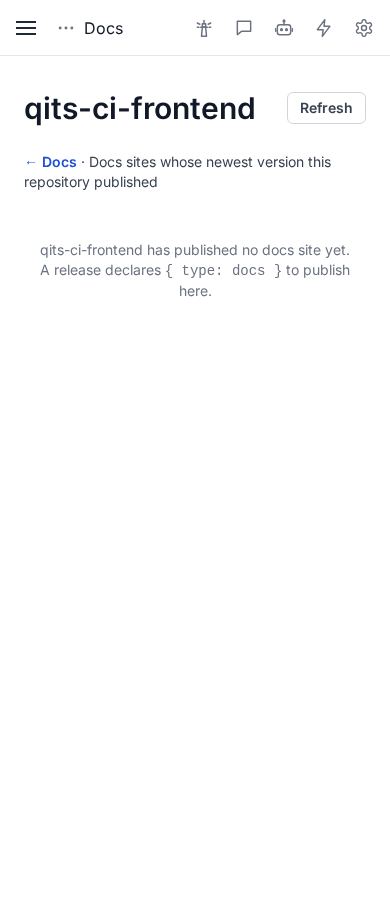 Docs
qits-ci-frontend
Refresh
← Docs · Docs sites whose newest version this
repository published
qits-ci-frontend has published no docs site yet.
A release declares { type: docs } to publish
here.